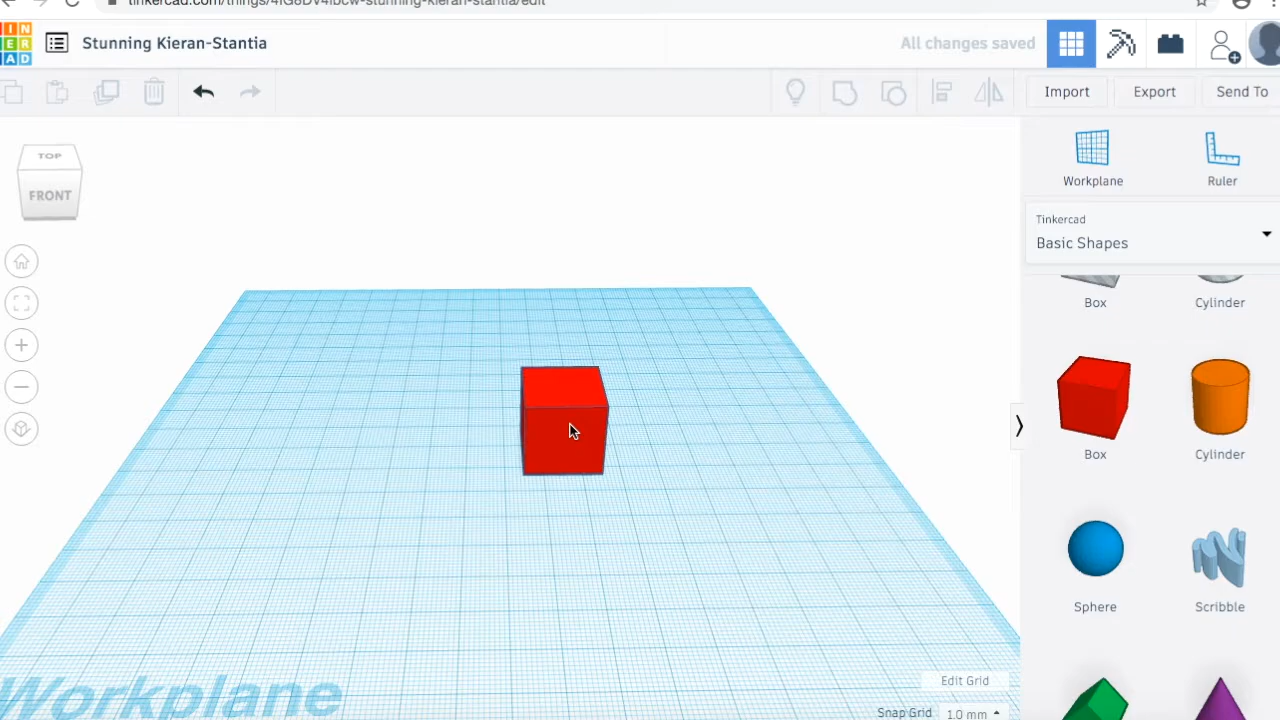 Stunning Kieran-Stantia
All changes saved
Import
Export
Send To
TOP
FRONT
Workplane
Ruler
Tinkercad
Basic Shapes
Box
Cylinder
Box
Cylinder
Sphere
Scribble
Workplane
Edit Grid
Snap Grid
1.0 mm